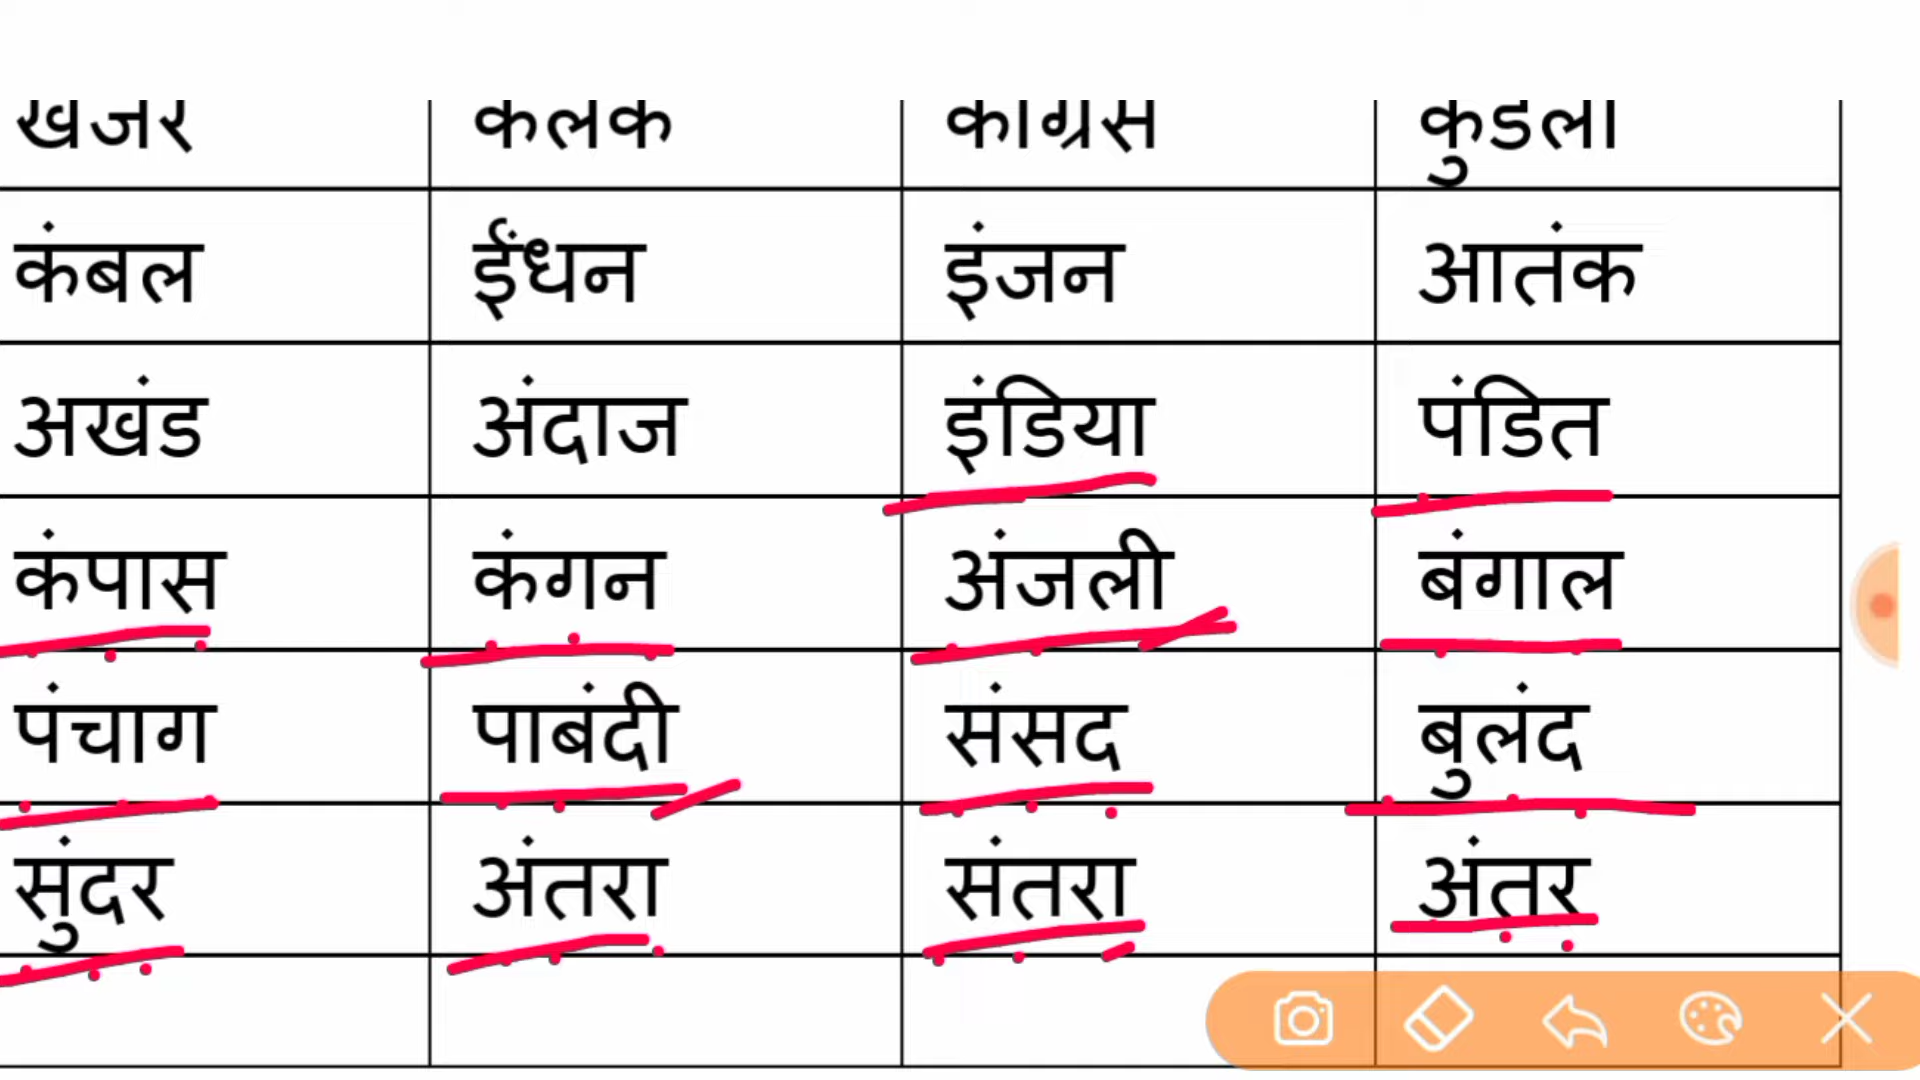 कंबल ईंधन इंजन आतंक
अखंड अंदाज इंडिया पंडित
कंपास कंगन अंजली बंगाल
पंचाग पाबंदी संसद बुलंद
सुंदर अंतरा संतरा अंतर